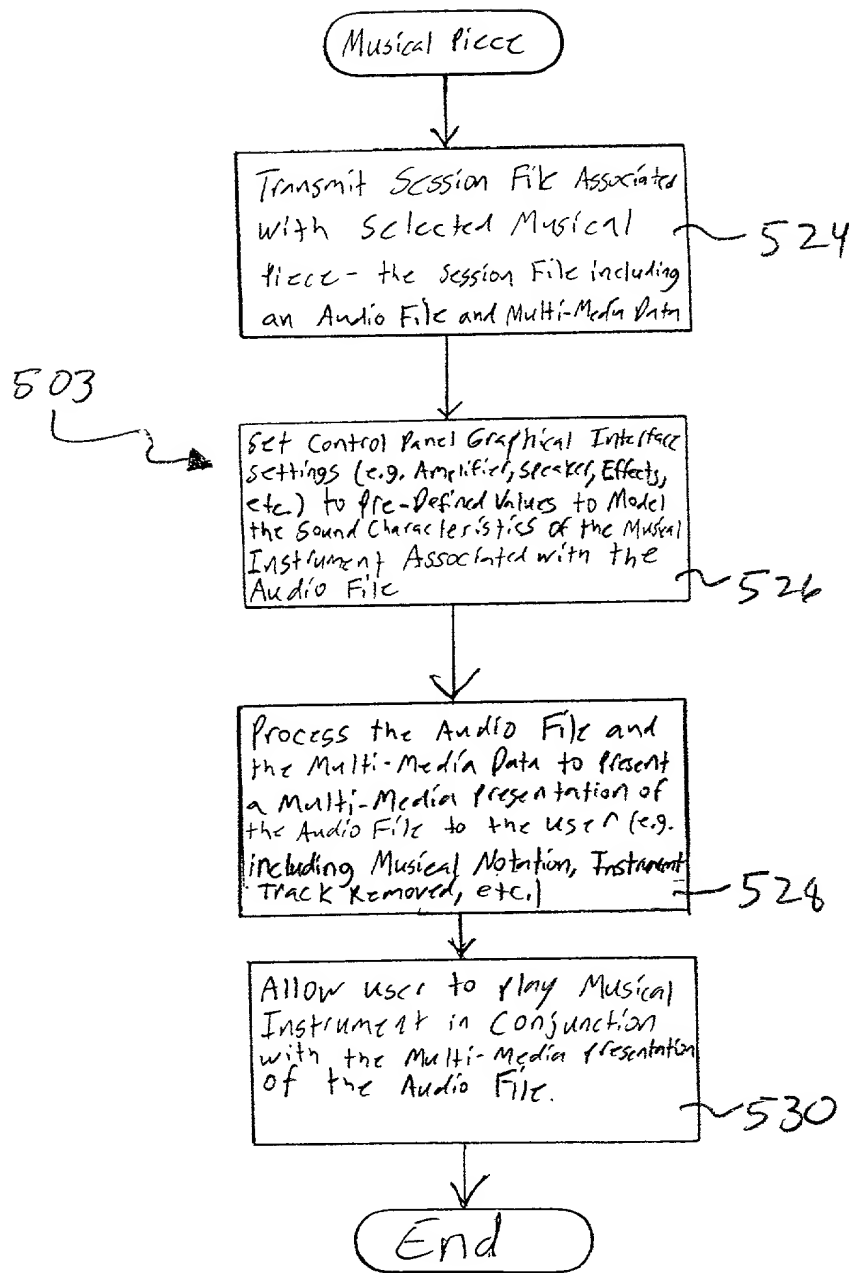 Musical Piece
Transmit Session File Associated
with Selected Musical
Piece - the Session File including
an Audio File and Multi-Media Data
524
503
Set Control Panel Graphical Interface
Settings (e.g. Amplifier, Speaker, Effects,
etc.) to Pre-Defined Values to Model
the Sound Characteristics of the Musical
Instrument Associated with the
Audio File
526
Process the Audio File and
the Multi-Media Data to Present
a Multi-Media Presentation of
the Audio File to the user (e.g.
including Musical Notation, Instrument
Track Removed, etc.)
528
Allow user to play Musical
Instrument in Conjunction
with the Multi-Media Presentation
of the Audio File.
530
End